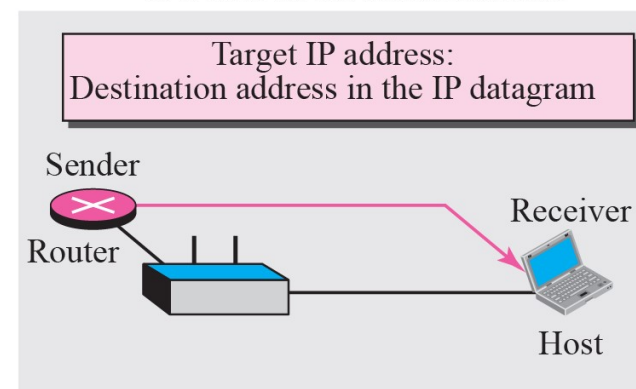 Target IP address:
Destination address in the IP datagram
Sender
Receiver
Router
Host